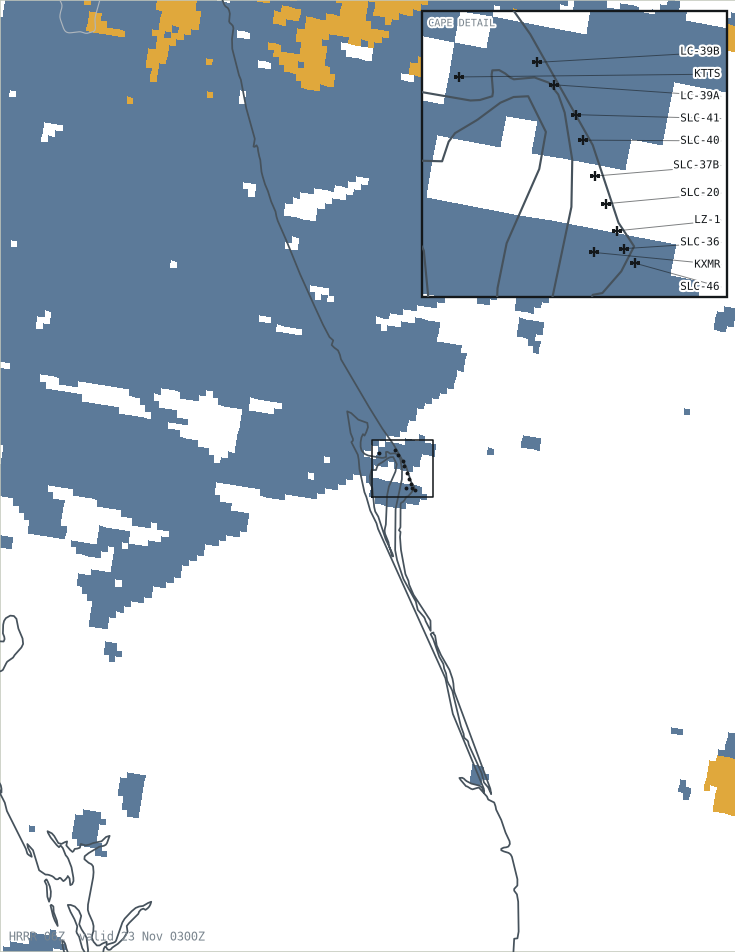 CAPE DETAIL
LC-39B
KTTS
LC-39A
SLC-41
SLC-40
SLC-37B
SLC-20
LZ-1
SLC-36
KXMR
SLC-46
valid 23 Nov 0300Z